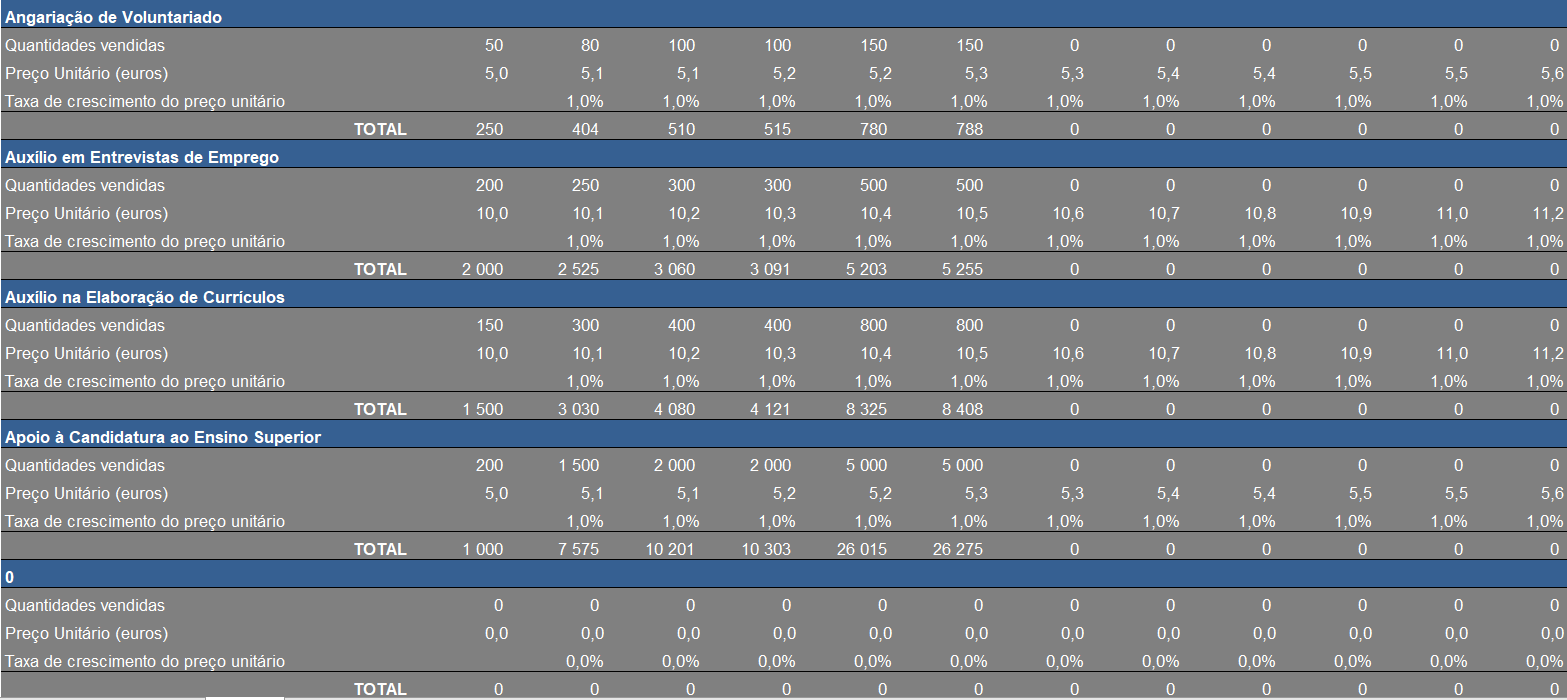 Angariação de Voluntariado
Quantidades vendidas 50 80 100 100 150 150 0 0 0 0 0 0
Preço Unitário (euros) 5,0 5,1 5,1 5,2 5,2 5,3 5,3 5,4 5,4 5,5 5,5 5,6
Taxa de crescimento do preço unitário 1,0% 1,0% 1,0% 1,0% 1,0% 1,0% 1,0% 1,0% 1,0% 1,0% 1,0%
TOTAL 250 404 510 515 780 788 0 0 0 0 0 0
Auxílio em Entrevistas de Emprego
Quantidades vendidas 200 250 300 300 500 500 0 0 0 0 0 0
Preço Unitário (euros) 10,0 10,1 10,2 10,3 10,4 10,5 10,6 10,7 10,8 10,9 11,0 11,2
Taxa de crescimento do preço unitário 1,0% 1,0% 1,0% 1,0% 1,0% 1,0% 1,0% 1,0% 1,0% 1,0% 1,0%
TOTAL 2 000 2 525 3 060 3 091 5 203 5 255 0 0 0 0 0 0
Auxílio na Elaboração de Currículos
Quantidades vendidas 150 300 400 400 800 800 0 0 0 0 0 0
Preço Unitário (euros) 10,0 10,1 10,2 10,3 10,4 10,5 10,6 10,7 10,8 10,9 11,0 11,2
Taxa de crescimento do preço unitário 1,0% 1,0% 1,0% 1,0% 1,0% 1,0% 1,0% 1,0% 1,0% 1,0% 1,0%
TOTAL 1 500 3 030 4 080 4 121 8 325 8 408 0 0 0 0 0 0
Apoio à Candidatura ao Ensino Superior
Quantidades vendidas 200 1 500 2 000 2 000 5 000 5 000 0 0 0 0 0 0
Preço Unitário (euros) 5,0 5,1 5,1 5,2 5,2 5,3 5,3 5,4 5,4 5,5 5,5 5,6
Taxa de crescimento do preço unitário 1,0% 1,0% 1,0% 1,0% 1,0% 1,0% 1,0% 1,0% 1,0% 1,0% 1,0%
TOTAL 1 000 7 575 10 201 10 303 26 015 26 275 0 0 0 0 0 0
0
Quantidades vendidas 0 0 0 0 0 0 0 0 0 0 0 0
Preço Unitário (euros) 0,0 0,0 0,0 0,0 0,0 0,0 0,0 0,0 0,0 0,0 0,0 0,0
Taxa de crescimento do preço unitário 0,0% 0,0% 0,0% 0,0% 0,0% 0,0% 0,0% 0,0% 0,0% 0,0% 0,0%
TOTAL 0 0 0 0 0 0 0 0 0 0 0 0